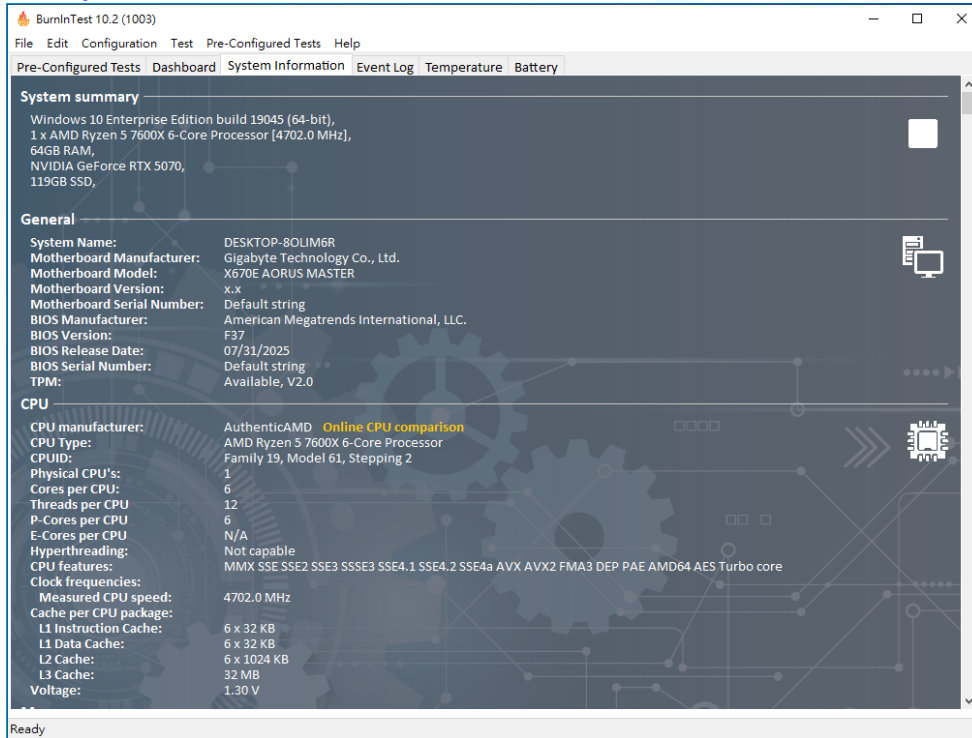 BurnInTest 10.2 (1003)
File Edit Configuration Test Pre-Configured Tests Help
Pre-Configured Tests Dashboard System Information Event Log Temperature Battery
System summary
Windows 10 Enterprise Edition build 19045 (64-bit),
1 x AMD Ryzen 5 7600X 6-Core Processor [4702.0 MHz],
64GB RAM,
NVIDIA GeForce RTX 5070,
119GB SSD,
General
System Name: DESKTOP-8OLIM6R
Motherboard Manufacturer: Gigabyte Technology Co., Ltd.
Motherboard Model: X670E AORUS MASTER
Motherboard Version: x.x
Motherboard Serial Number: Default string
BIOS Manufacturer: American Megatrends International, LLC.
BIOS Version: F37
BIOS Release Date: 07/31/2025
BIOS Serial Number: Default string
TPM: Available, V2.0
CPU
CPU manufacturer: AuthenticAMD Online CPU comparison
CPU Type: AMD Ryzen 5 7600X 6-Core Processor
CPUID: Family 19, Model 61, Stepping 2
Physical CPU's: 1
Cores per CPU: 6
Threads per CPU 12
P-Cores per CPU 6
E-Cores per CPU N/A
Hyperthreading: Not capable
CPU features: MMX SSE SSE2 SSE3 SSSE3 SSE4.1 SSE4.2 SSE4a AVX AVX2 FMA3 DEP PAE AMD64 AES Turbo core
Clock frequencies:
Measured CPU speed: 4702.0 MHz
Cache per CPU package:
L1 Instruction Cache: 6 x 32 KB
L1 Data Cache: 6 x 32 KB
L2 Cache: 6 x 1024 KB
L3 Cache: 32 MB
Voltage: 1.30 V
Ready